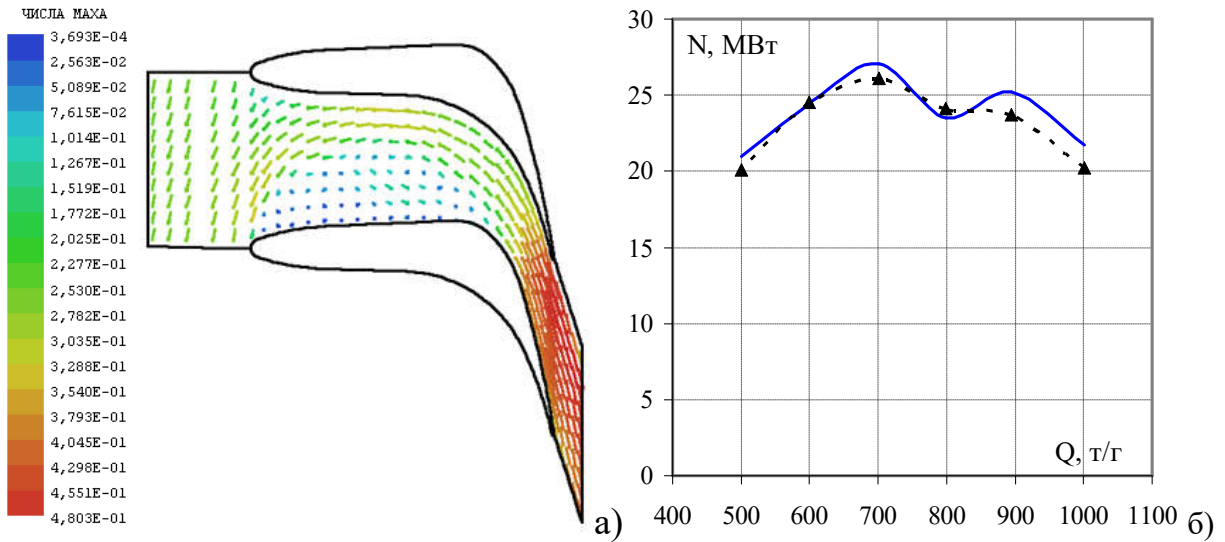 ЧИСЛА МАХА
3,693E-04
2,563E-02
5,089E-02
7,615E-02
1,014E-01
1,267E-01
1,519E-01
1,772E-01
2,025E-01
2,277E-01
2,530E-01
2,782E-01
3,035E-01
3,288E-01
3,540E-01
3,793E-01
4,045E-01
4,298E-01
4,551E-01
4,803E-01
а)
N, МВт
30
25
20
15
10
5
0
Q, т/г
400 500 600 700 800 900 1000 1100
б)